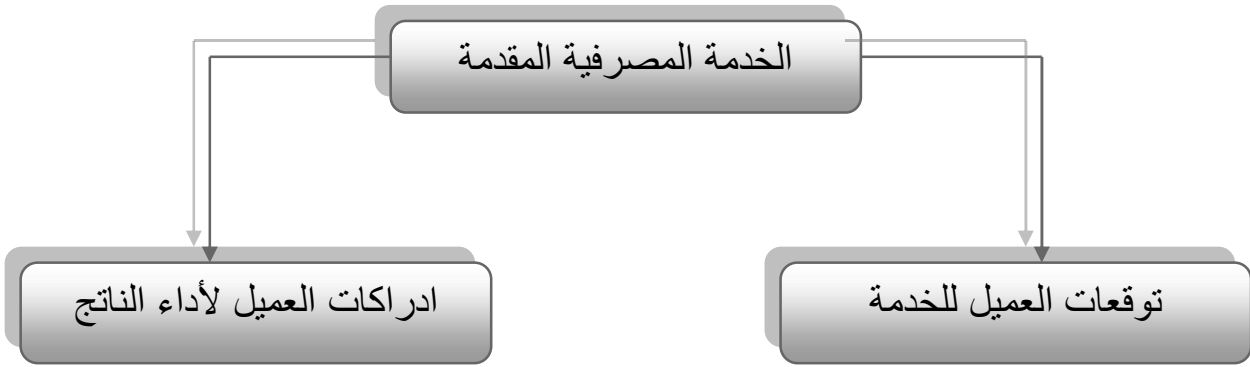 الخدمة المصرفية المقدمة
توقعات العميل للخدمة
ادراكات العميل لأداء الناتج